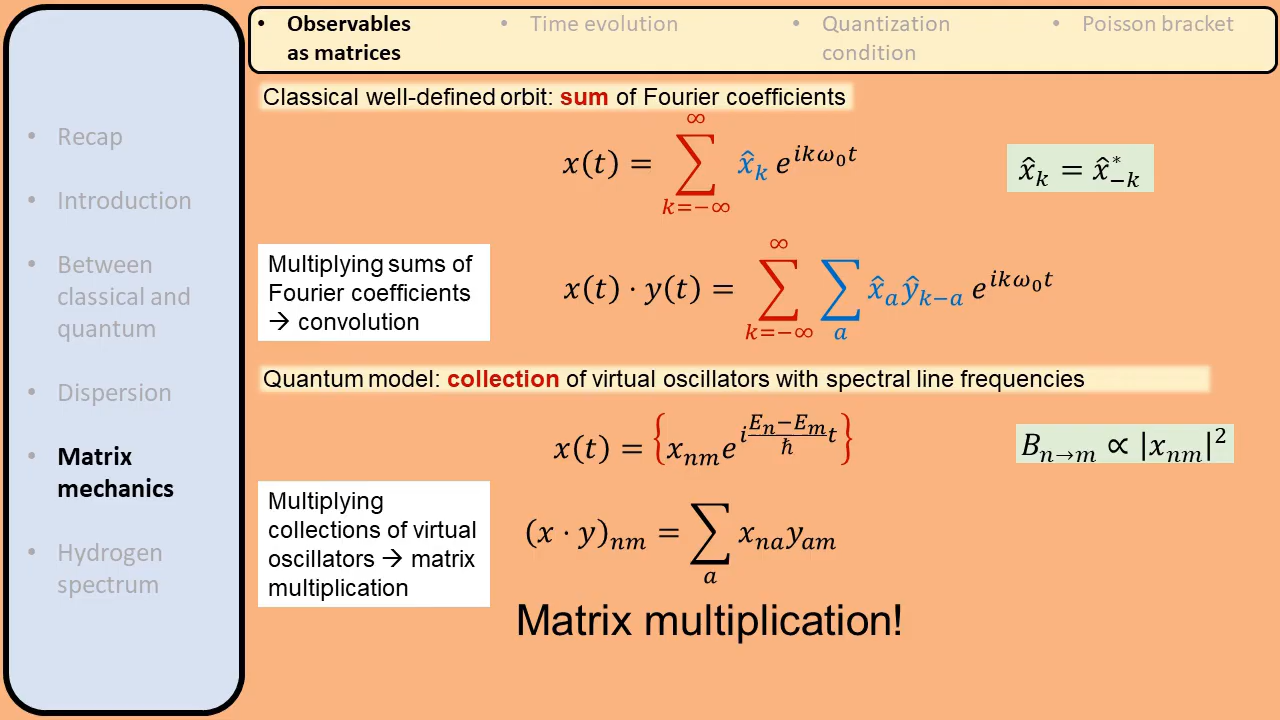 • Observables
as matrices
• Time evolution
• Quantization
condition
• Poisson bracket
• Recap
• Introduction
• Between
classical and
quantum
• Dispersion
• Matrix
mechanics
• Hydrogen
spectrum
Classical well-defined orbit: sum of Fourier coefficients
x(t) = ∑_{k=−∞}^{∞} x̂_k e^{ikω₀t}
x̂_k = x̂*_{−k}
Multiplying sums of
Fourier coefficients
→ convolution
x(t) · y(t) = ∑_{k=−∞}^{∞} ∑_a x̂_a ŷ_{k−a} e^{ikω₀t}
Quantum model: collection of virtual oscillators with spectral line frequencies
x(t) = {x_{nm} e^{i\frac{E_n−E_m}{ħ}t}}
B_{n→m} ∝ |x_{nm}|²
Multiplying
collections of virtual
oscillators → matrix
multiplication
(x · y)_{nm} = ∑_a x_{na} y_{am}
Matrix multiplication!